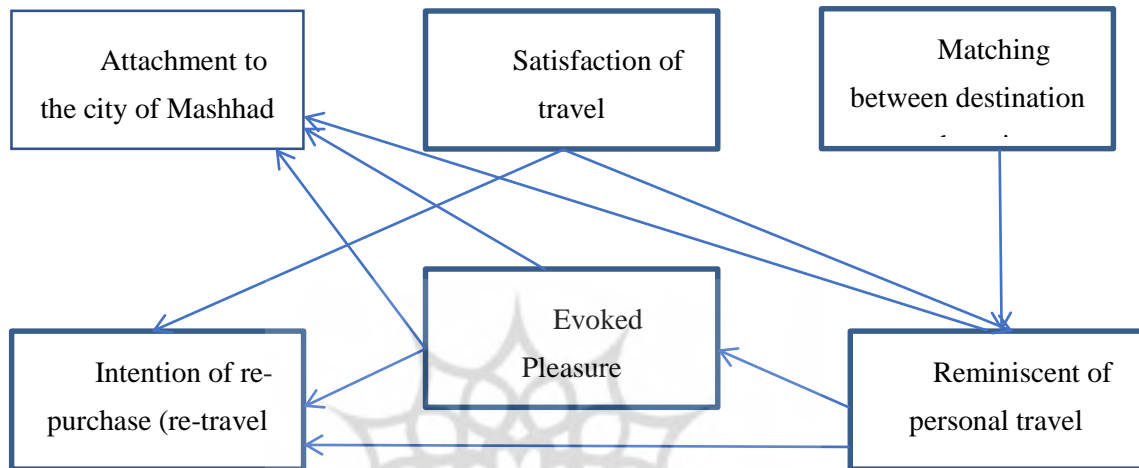 Attachment to
the city of Mashhad
Satisfaction of
travel
Matching
between destination
Evoked
Pleasure
Intention of re-
purchase (re-travel
Reminiscent of
personal travel